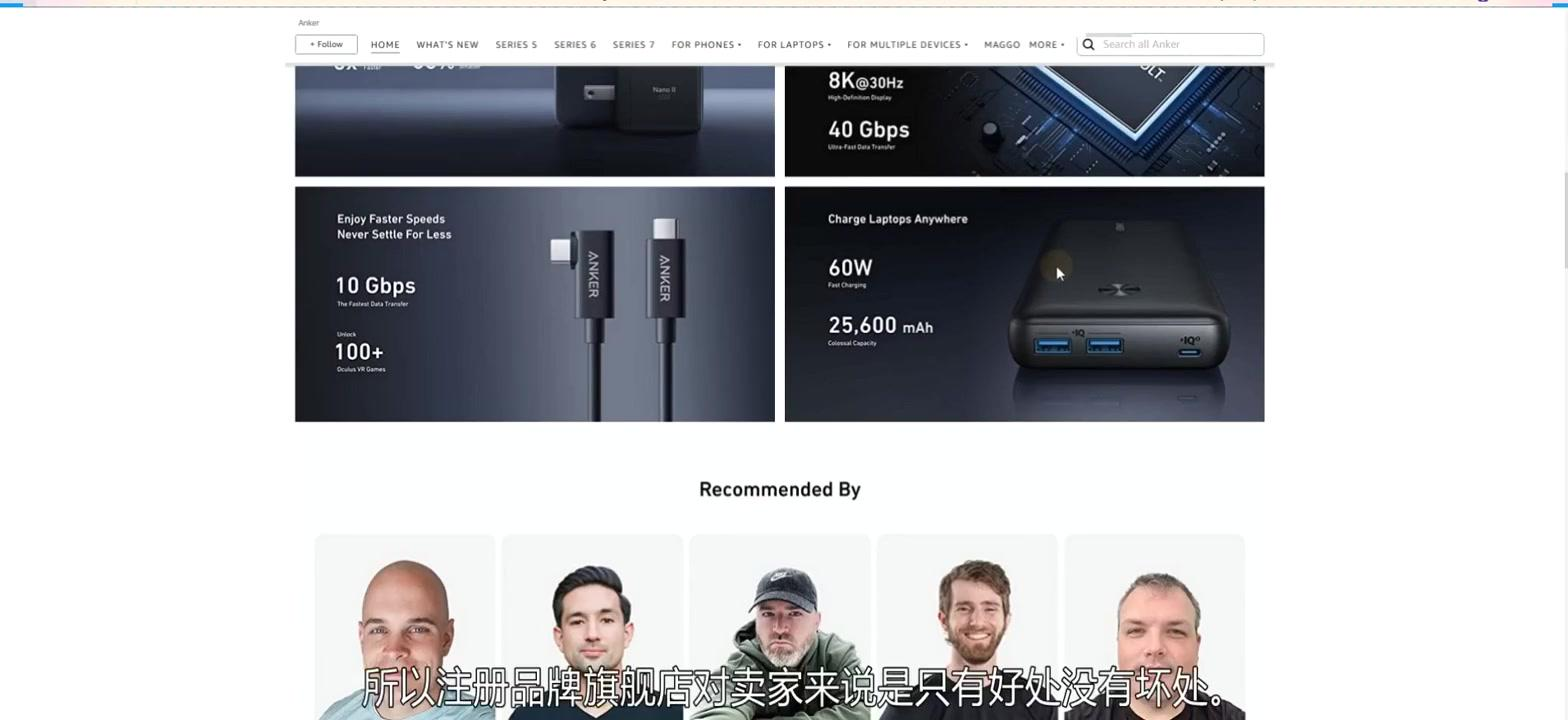 Anker
+ Follow
HOME
WHAT'S NEW
SERIES 5
SERIES 6
SERIES 7
FOR PHONES
FOR LAPTOPS
FOR MULTIPLE DEVICES
MAGGO
MORE
Search all Anker
Faster
Smaller
Nano II
8K@30Hz
High-Definition Display
40 Gbps
Ultra-Fast Data Transfer
Enjoy Faster Speeds
Never Settle For Less
10 Gbps
The Fastest Data Transfer
Unlock
100+
Oculus VR Games
ANKER
ANKER
Charge Laptops Anywhere
60W
Fast Charging
25,600 mAh
Colossal Capacity
IQ
IQ
Recommended By
所以注册品牌旗舰店对卖家来说是只有好处没有坏处。